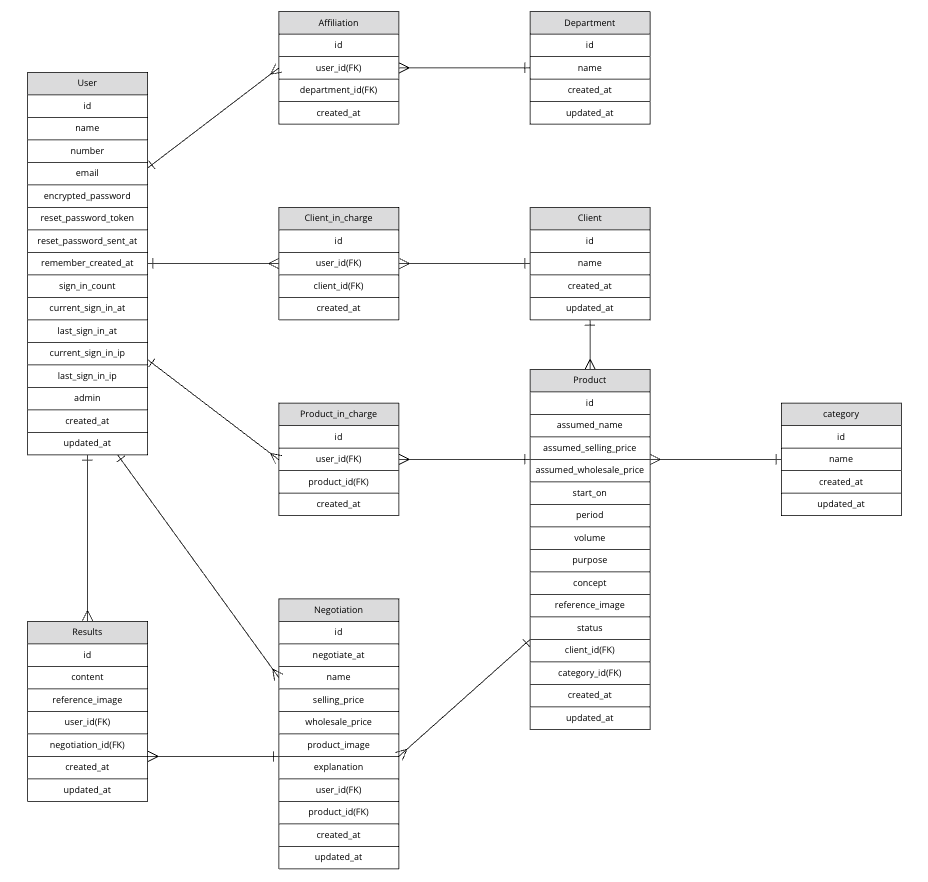 Affiliation
id
user_id(FK)
department_id(FK)
created_at
Department
id
name
created_at
updated_at
User
id
name
number
email
encrypted_password
reset_password_token
reset_password_sent_at
remember_created_at
sign_in_count
current_sign_in_at
last_sign_in_at
current_sign_in_ip
last_sign_in_ip
admin
created_at
updated_at
Client_in_charge
id
user_id(FK)
client_id(FK)
created_at
Client
id
name
created_at
updated_at
Product_in_charge
id
user_id(FK)
product_id(FK)
created_at
Product
id
assumed_name
assumed_selling_price
assumed_wholesale_price
start_on
period
volume
purpose
concept
reference_image
status
client_id(FK)
category_id(FK)
created_at
updated_at
category
id
name
created_at
updated_at
Results
id
content
reference_image
user_id(FK)
negotiation_id(FK)
created_at
updated_at
Negotiation
id
negotiate_at
name
selling_price
wholesale_price
product_image
explanation
user_id(FK)
product_id(FK)
created_at
updated_at